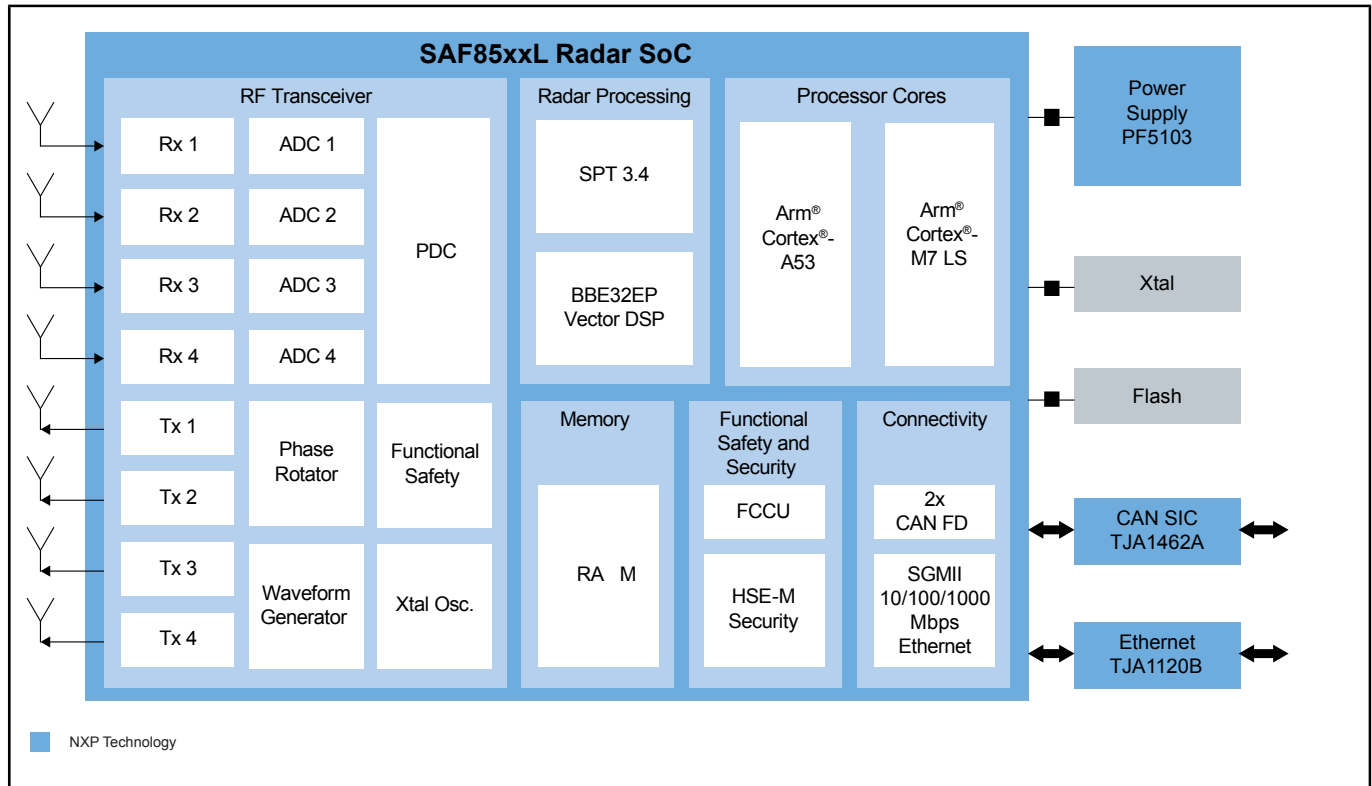 SAF85xxL Radar SoC
RF Transceiver
Rx 1
ADC 1
Rx 2
ADC 2
Rx 3
ADC 3
Rx 4
ADC 4
PDC
Tx 1
Tx 2
Tx 3
Tx 4
Phase
Rotator
Functional
Safety
Waveform
Generator
Xtal Osc.
Radar Processing
SPT 3.4
BBE32EP
Vector DSP
Processor Cores
Arm®
Cortex®-
A53
Arm®
Cortex®-
M7 LS
Memory
RA M
Functional
Safety and
Security
FCCU
HSE-M
Security
Connectivity
2x
CAN FD
SGMII
10/100/1000
Mbps
Ethernet
Power
Supply
PF5103
Xtal
Flash
CAN SIC
TJA1462A
Ethernet
TJA1120B
NXP Technology